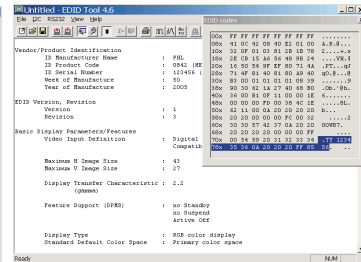 Untitled - EDID Tool 4.6
File I2C RS232 View Help
Vendor/Product Identification
ID Manufacturer Name : PHL
ID Product Code : 0842 (HE
ID Serial Number : 123456 (
Week of Manufacture : 50
Year of Manufacture : 2005
EDID Version, Revision
Version : 1
Revision : 3
Basic Display Parameters/Features
Video Input Definition : Digital
Compatib
Maximum H Image Size : 43
Maximum V Image Size : 27
Display Transfer Characteristic : 2.2
(gamma)
Feature Support (DPMS) : no Standby
no Suspend
Active Off
Display Type : RGB color display
Standard Default Color Space : Primary color space
Ready
NUM
EDID codes
00x 00 FF FF FF FF FF FF 00
08x 41 0C 42 08 40 E2 01 00
10x 32 0F 01 03 81 2B 1B 78
18x 2E CB 15 A6 56 48 9B 24
20x 16 50 54 BF EF 80 71 4A
28x 71 4F 81 40 81 80 A9 40
30x B3 00 01 01 01 01 08 39
38x 90 30 62 1A 27 40 68 B0
40x 36 00 B1 0F 11 00 00 1E
48x 00 00 00 FD 00 38 4C 1E
50x 62 11 00 0A 20 20 20 20
58x 20 20 00 00 00 FC 00 32
60x 30 30 57 42 37 0A 20 20
68x 20 20 20 20 00 00 00 FF
70x 00 54 59 20 31 32 33 34 .TY 1234
78x 35 36 0A 20 20 20 FF 85 56